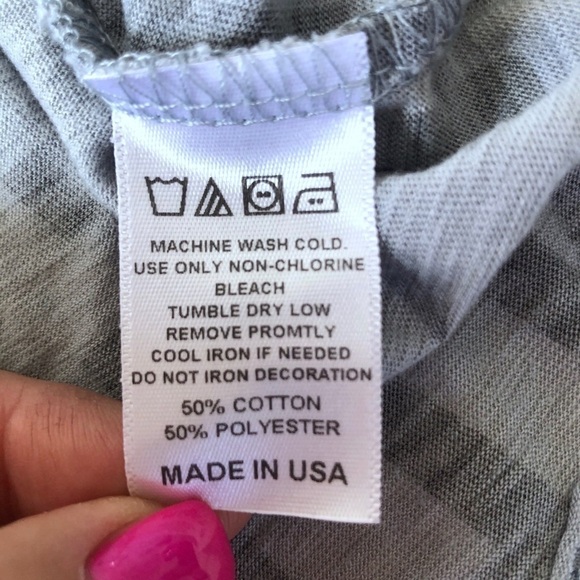 MACHINE WASH COLD.
USE ONLY NON-CHLORINE
BLEACH
TUMBLE DRY LOW
REMOVE PROMTLY
COOL IRON IF NEEDED
DO NOT IRON DECORATION
50% COTTON
50% POLYESTER
MADE IN USA